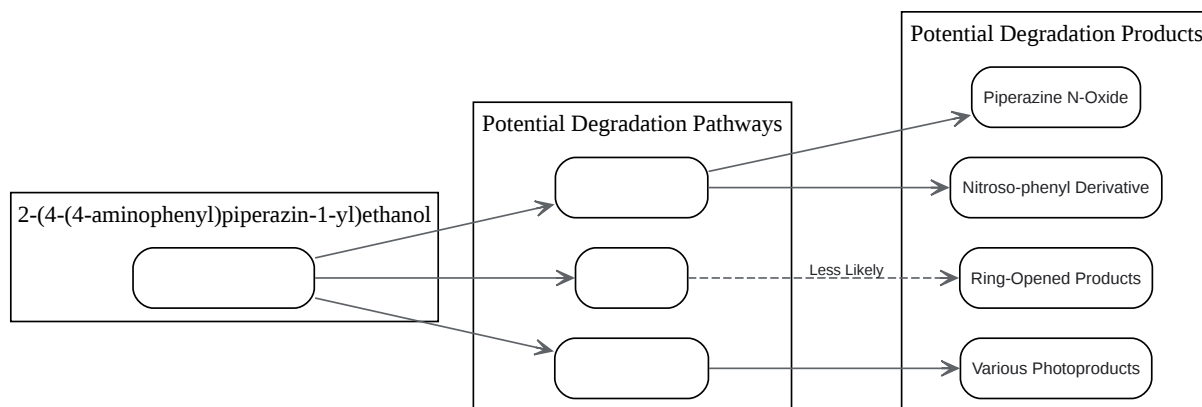 Potential Degradation Products
Piperazine N-Oxide
Potential Degradation Pathways
Nitroso-phenyl Derivative
2-(4-(4-aminophenyl)piperazin-1-yl)ethanol
Less Likely
Ring-Opened Products
Various Photoproducts